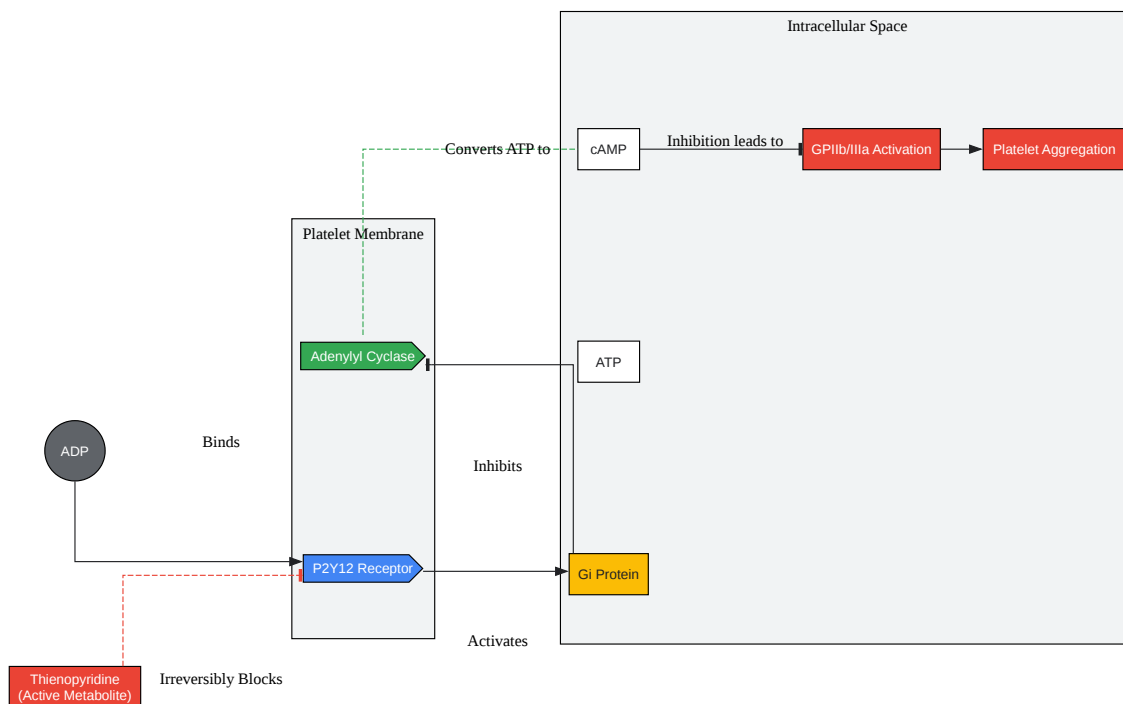 Intracellular Space
Converts ATP to
cAMP
Inhibition leads to
GPIIb/IIIa Activation
Platelet Aggregation
Platelet Membrane
Adenylyl Cyclase
ATP
ADP
Binds
Inhibits
P2Y12 Receptor
Gi Protein
Activates
Thienopyridine
(Active Metabolite)
Irreversibly Blocks